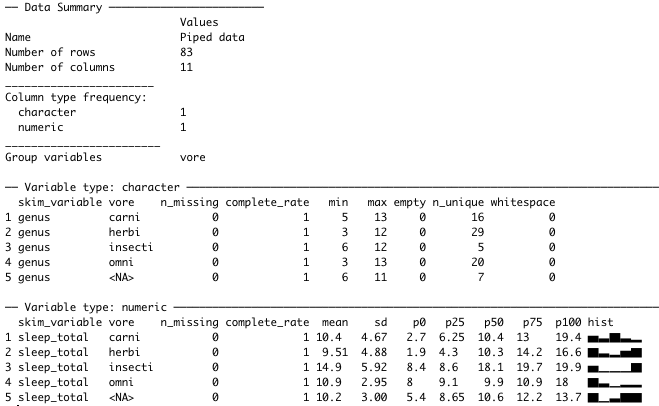 ── Data Summary ────────────────────────
Values
Name Piped data
Number of rows 83
Number of columns 11
_______________________
Column type frequency:
character 1
numeric 1
________________________
Group variables vore
── Variable type: character ────────────────────────
skim_variable vore n_missing complete_rate min max empty n_unique whitespace
1 genus carni 0 1 5 13 0 16 0
2 genus herbi 0 1 3 12 0 29 0
3 genus insecti 0 1 6 12 0 5 0
4 genus omni 0 1 3 13 0 20 0
5 genus <NA> 0 1 6 11 0 7 0
── Variable type: numeric ────────────────────────
skim_variable vore n_missing complete_rate mean sd p0 p25 p50 p75 p100 hist
1 sleep_total carni 0 1 10.4 4.67 2.7 6.25 10.4 13 19.4
2 sleep_total herbi 0 1 9.51 4.88 1.9 4.3 10.3 14.2 16.6
3 sleep_total insecti 0 1 14.9 5.92 8.4 8.6 18.1 19.7 19.9
4 sleep_total omni 0 1 10.9 2.95 8 9.1 9.9 10.9 18
5 sleep_total <NA> 0 1 10.2 3.00 5.4 8.65 10.6 12.2 13.7